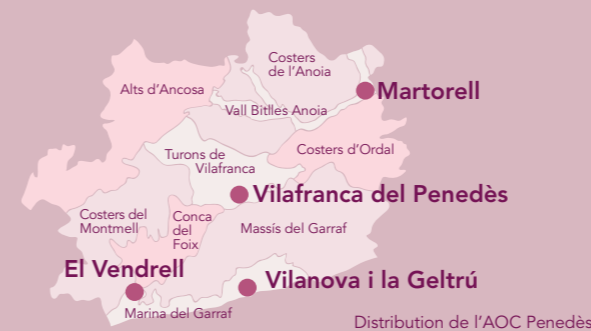 Costers
de l'Anoia
Alts d'Ancosa
Martorell
Vall Bitlles Anoia
Costers d'Ordal
Turons de
Vilafranca
Vilafranca del Penedès
Costers del
Montmell
Conca
del
Foix
Massís del Garraf
El Vendrell
Vilanova i la Geltrú
Marina del Garraf
Distribution de l'AOC Penedès